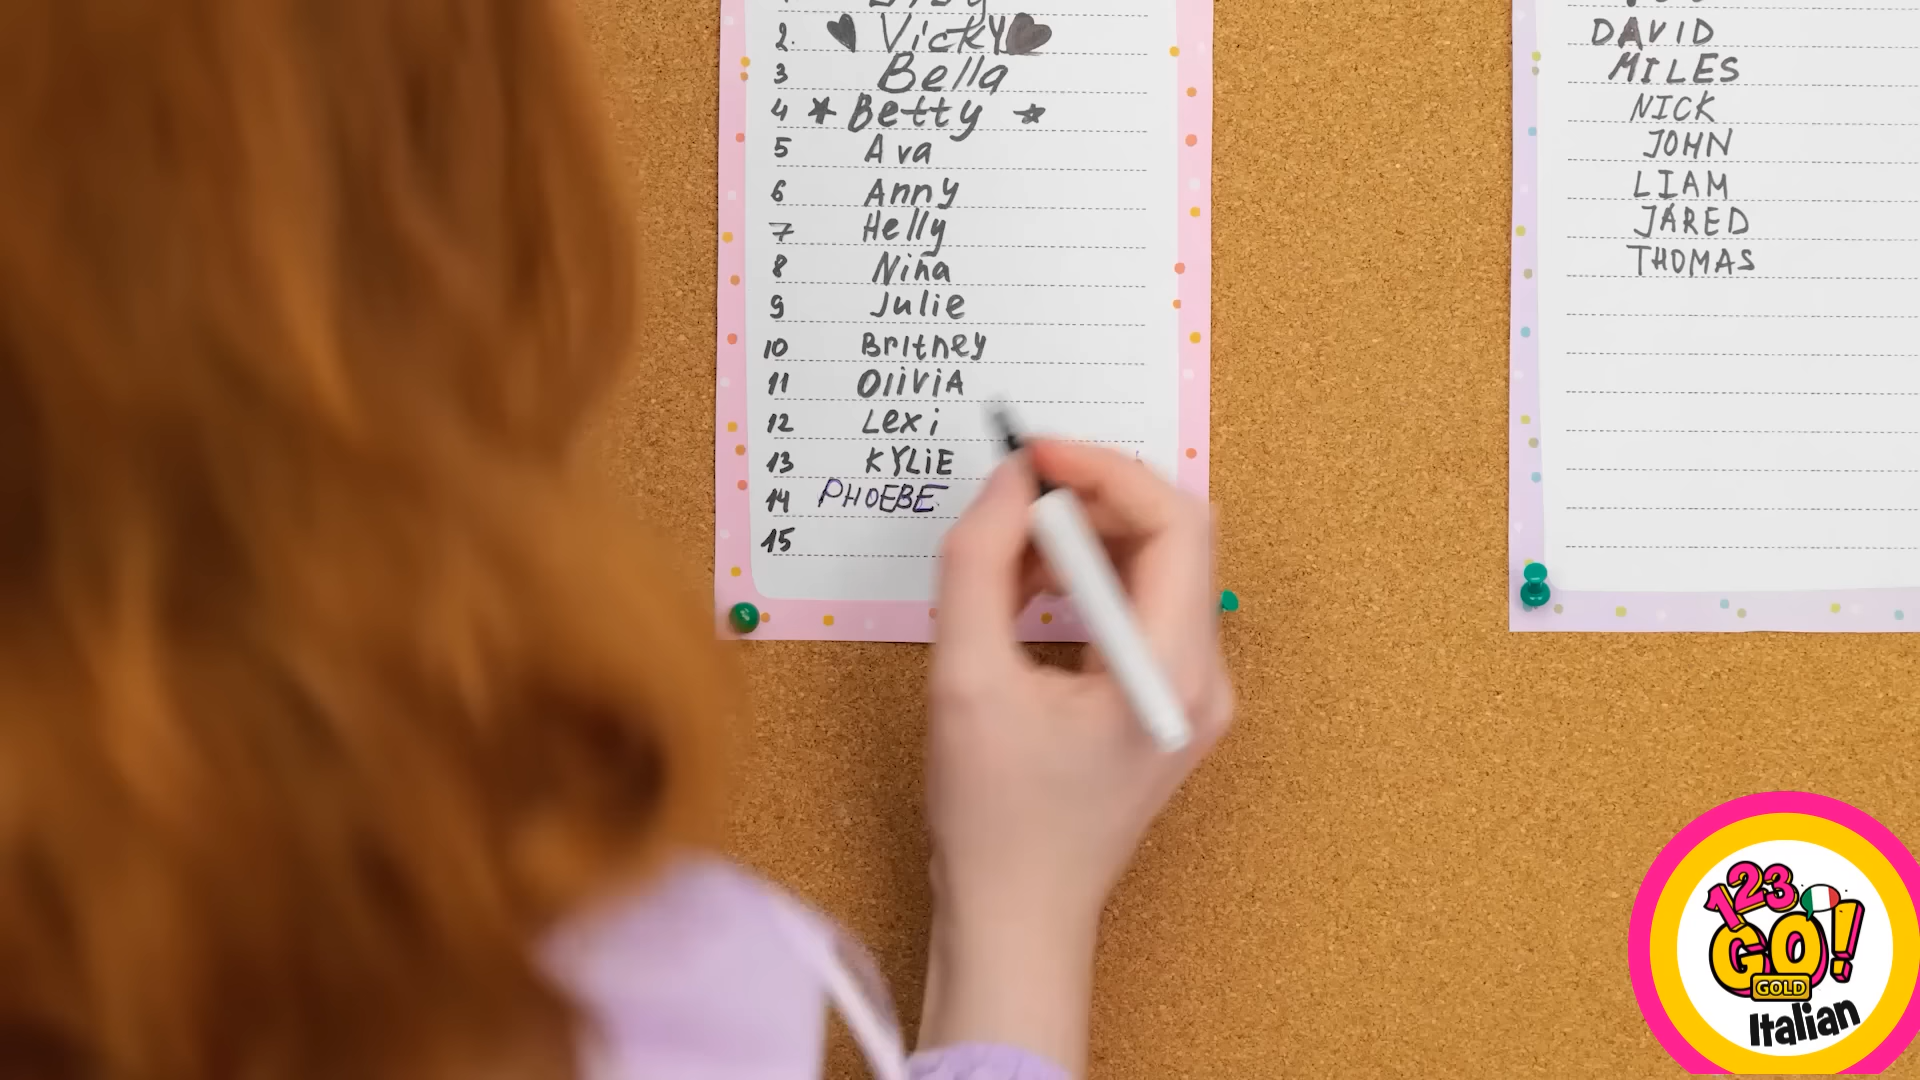 2. Vicky
3 Bella
4 * Betty *
5 Ava
6 Anny
7 Helly
8 Nina
9 Julie
10 Britney
11 OliviA
12 Lexi
13 KYLiE
14 PHOEBE
15
DAVID
MILES
NICK
JOHN
LIAM
JARED
THOMAS
123
GO!
GOLD
Italian